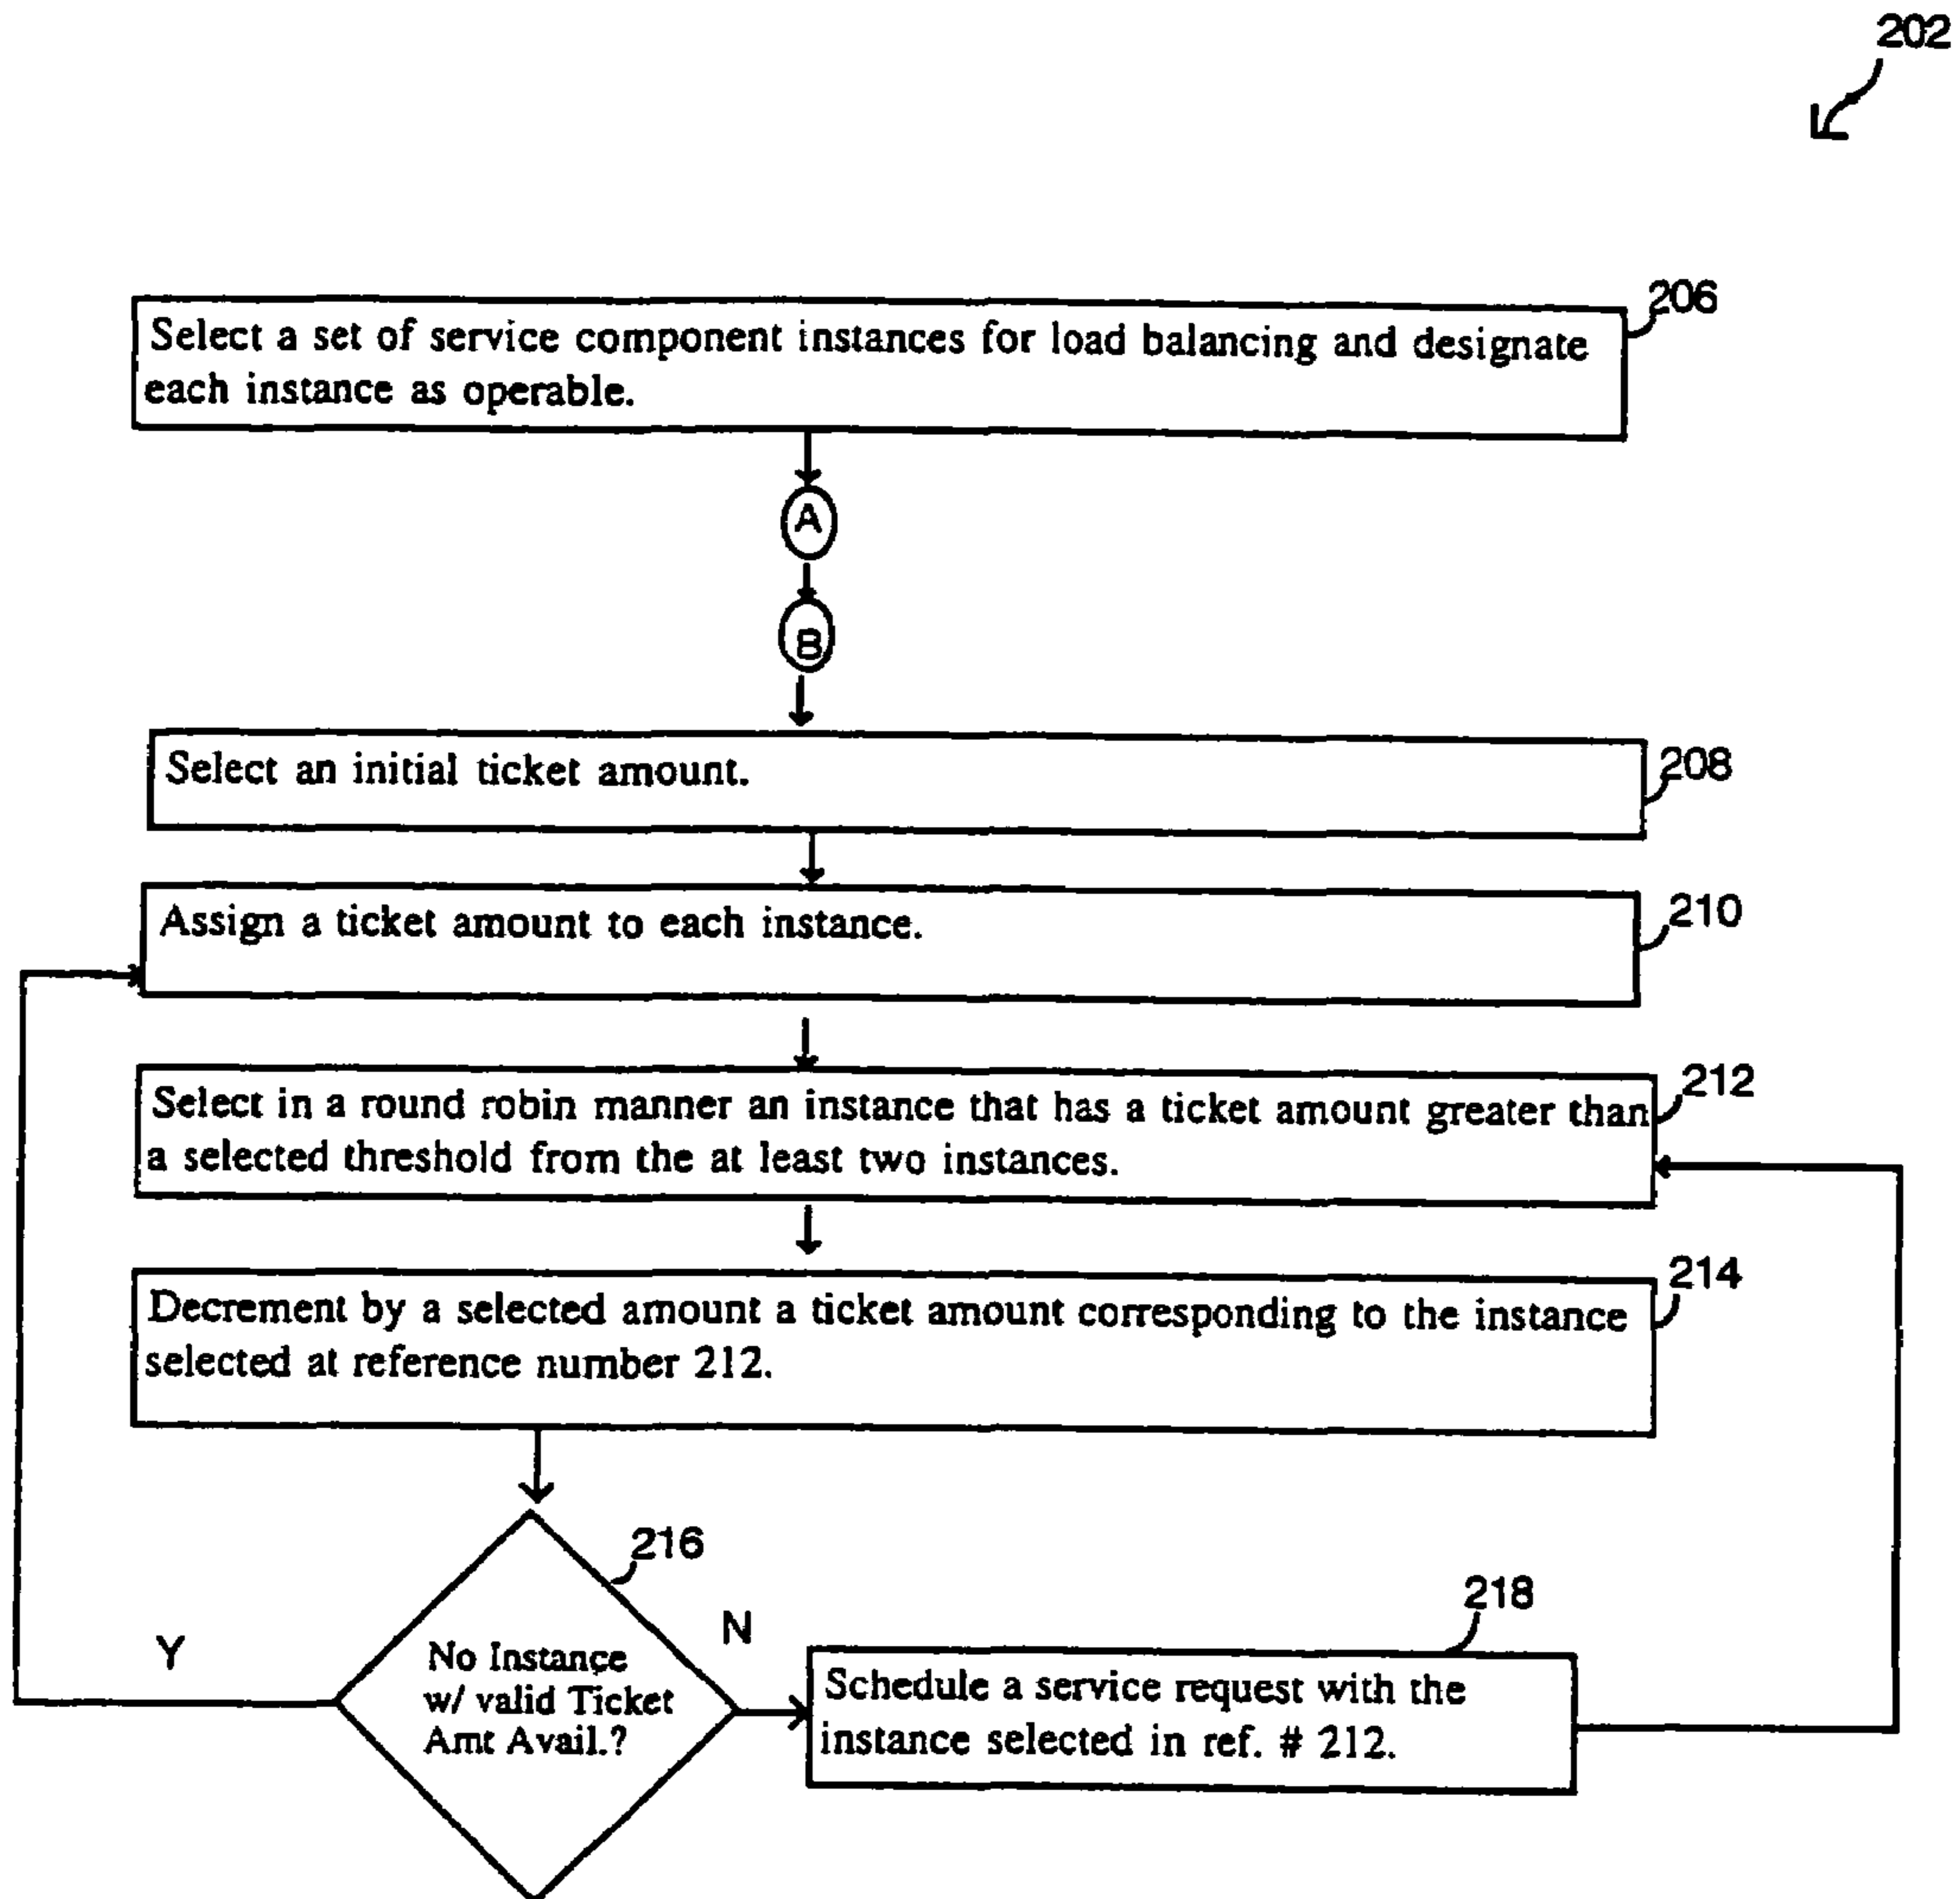 202
206
Select a set of service component instances for load balancing and designate
each instance as operable.
A
B
208
Select an initial ticket amount.
210
Assign a ticket amount to each instance.
212
Select in a round robin manner an instance that has a ticket amount greater than
a selected threshold from the at least two instances.
214
Decrement by a selected amount a ticket amount corresponding to the instance
selected at reference number 212.
216
218
Y
N
No Instance
w/ valid Ticket
Amt Avail.?
Schedule a service request with the
instance selected in ref. # 212.